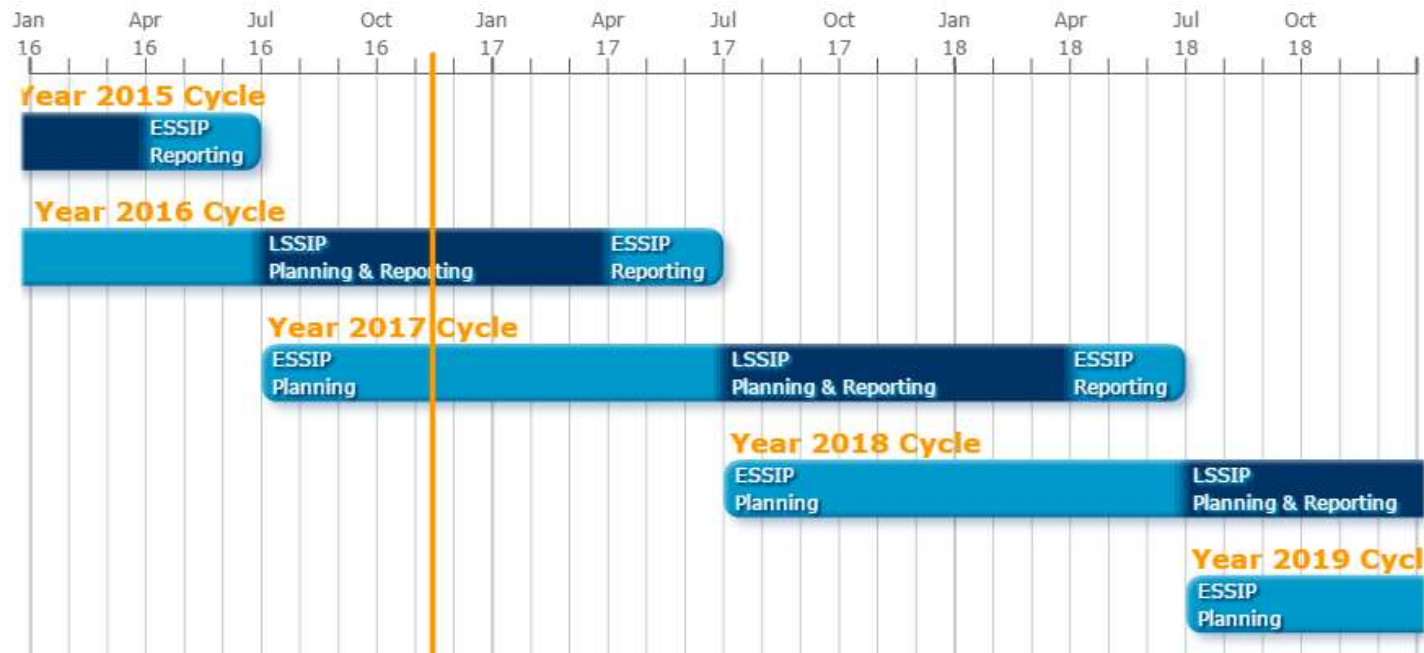 Jan Apr Jul Oct Jan Apr Jul Oct Jan Apr Jul Oct
16 16 16 16 17 17 17 17 18 18 18 18
Year 2015 Cycle
ESSIP
Reporting
Year 2016 Cycle
LSSIP ESSIP
Planning & Reporting Reporting
Year 2017 Cycle
ESSIP LSSIP ESSIP
Planning Planning & Reporting Reporting
Year 2018 Cycle
ESSIP LSSIP
Planning Planning & Reporting
Year 2019 Cycl
ESSIP
Planning